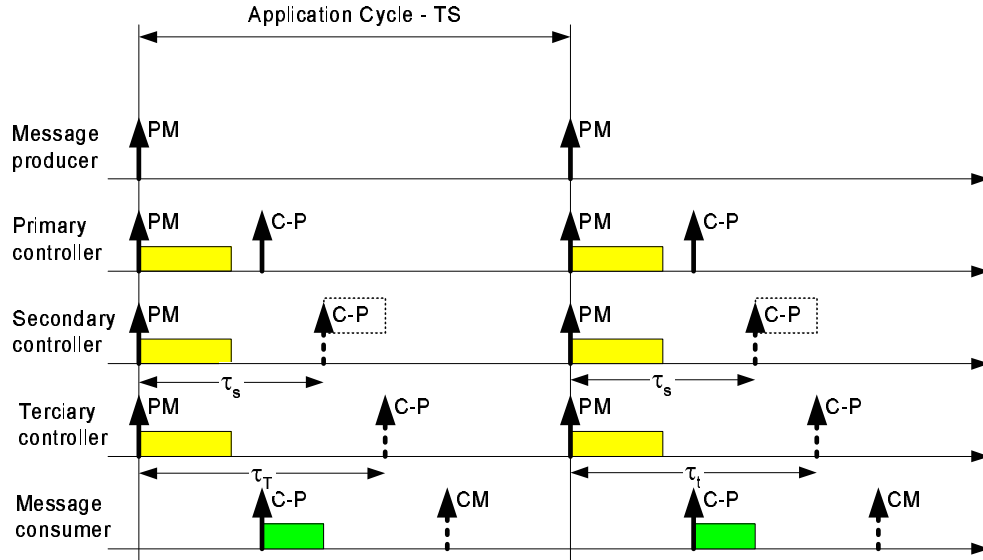 Application Cycle - TS
Message
producer
PM
PM
Primary
controller
PM
C-P
PM
C-P
Secondary
controller
PM
C-P
PM
C-P
τs
τs
Terciary
controller
PM
C-P
PM
C-P
τT
τt
Message
consumer
C-P
CM
C-P
CM